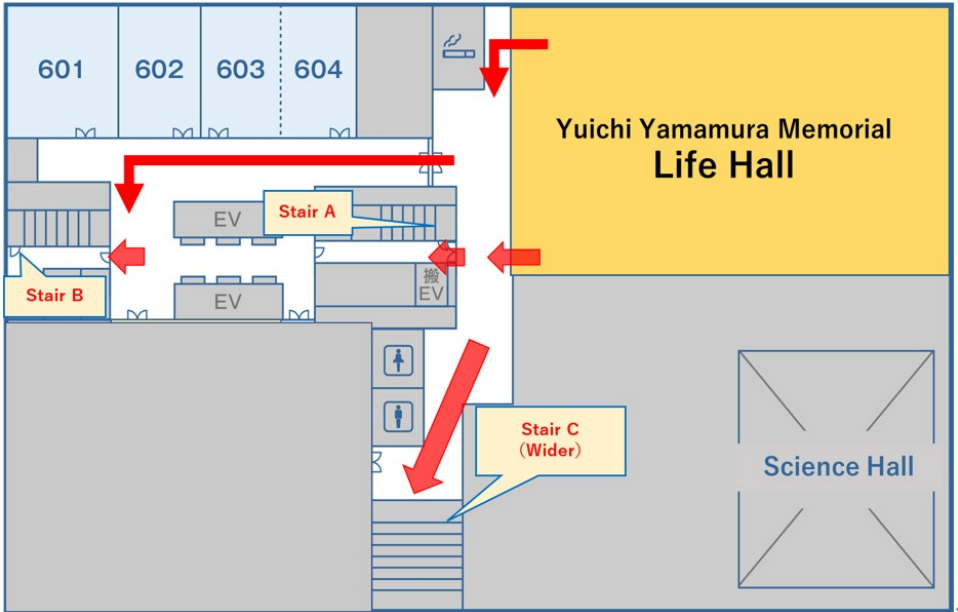 601
602
603
604
Yuichi Yamamura Memorial
Life Hall
EV
Stair A
搬
EV
Stair B
EV
Stair C
(Wider)
Science Hall